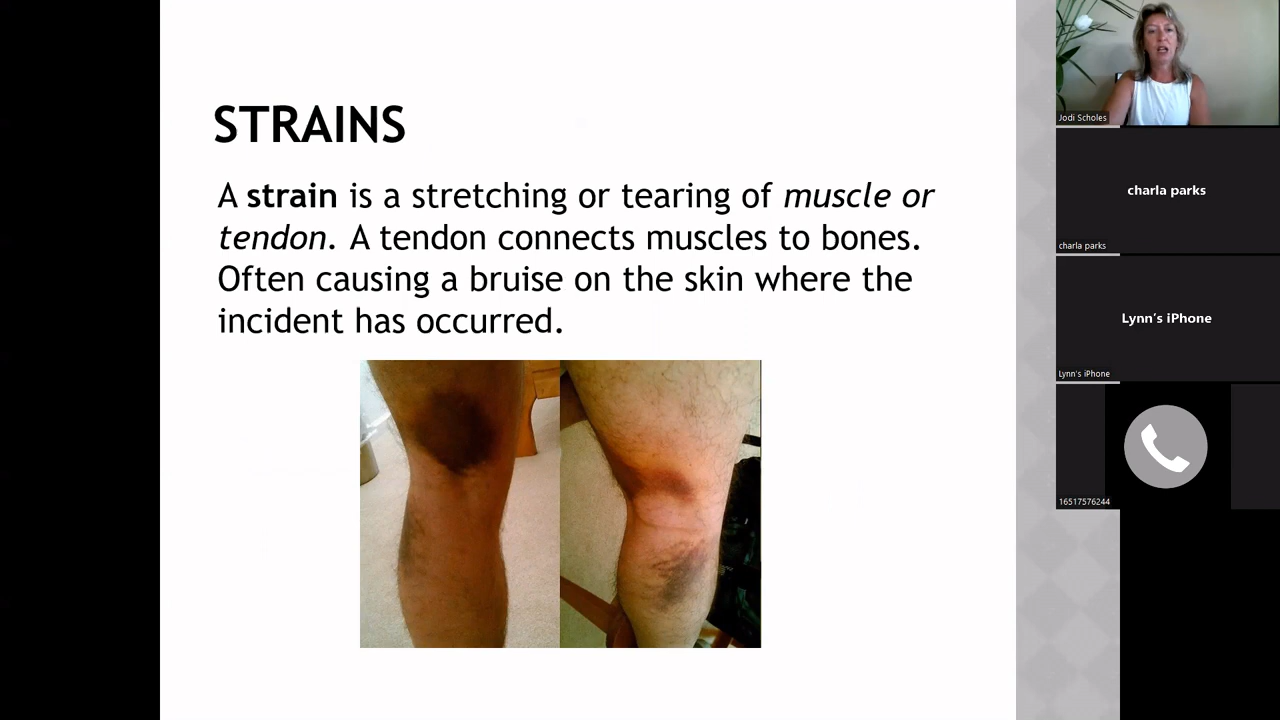 STRAINS
A strain is a stretching or tearing of muscle or
tendon. A tendon connects muscles to bones.
Often causing a bruise on the skin where the
incident has occurred.
Jodi Scholes
charla parks
charla parks
Lynn's iPhone
Lynn's iPhone
16517576244